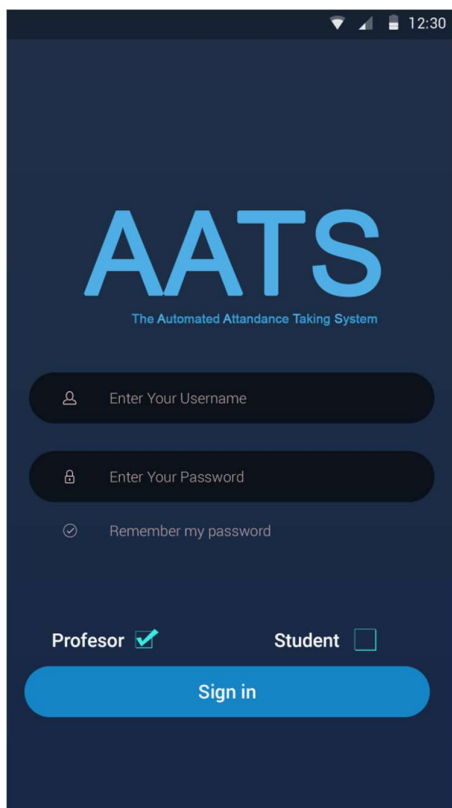 12:30
AATS
The Automated Attandance Taking System
Enter Your Username
Enter Your Password
Remember my password
Profesor Student
Sign in